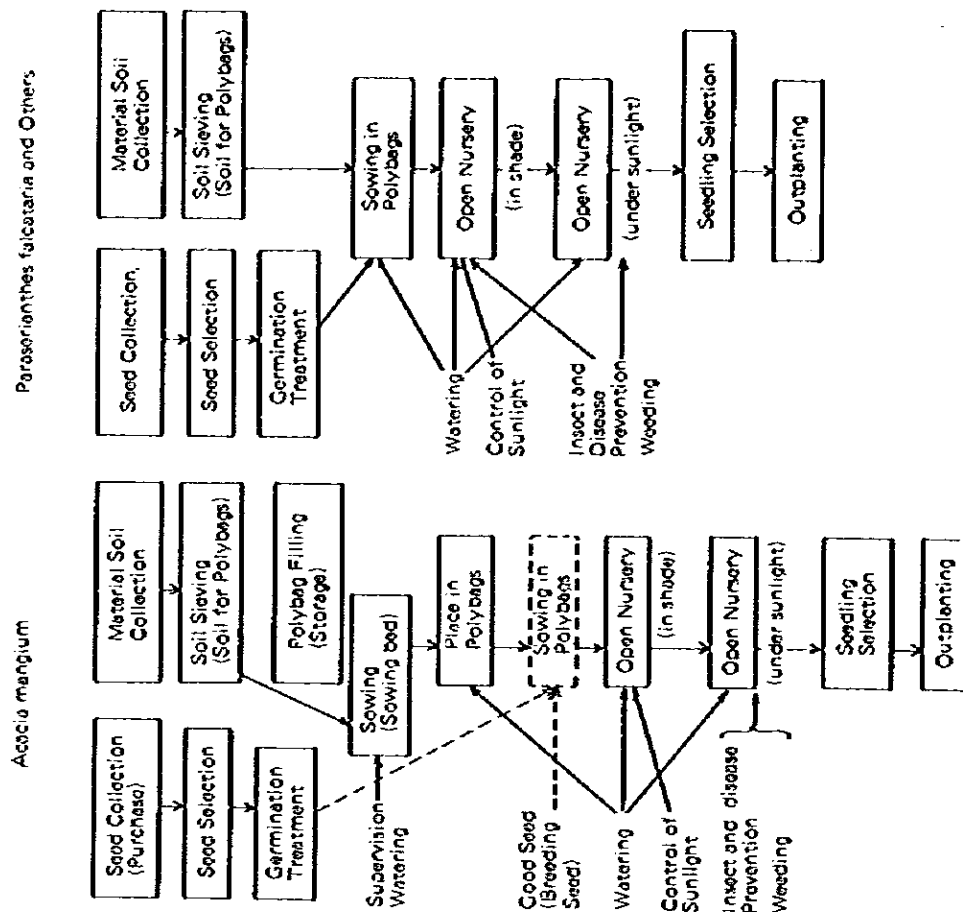 Acacia mangium
Seed Collection
(Purchase)
Seed Selection
Germination
Treatment
Material Soil
Collection
Soil Sieving
(Soil for Polybags)
Polybag Filling
(Storage)
Supervision
Watering
Sowing
(Sowing bed)
Place in
Polybags
Good Seed
(Breeding
Seed)
Sowing in
Polybags
Watering
Open Nursery
(in shade)
Control of
Sunlight
Open Nursery
(under sunlight)
Insect and disease
Prevention
Weeding
Seedling
Selection
Outplanting
Paraserianthes falcataria and Others
Seed Collection,
Seed Selection
Germination
Treatment
Material Soil
Collection
Soil Sieving
(Soil for Polybags)
Sowing in
Polybags
Watering
Open Nursery
(in shade)
Control of
Sunlight
Insect and
Disease
Prevention
Weeding
Open Nursery
(under sunlight)
Seedling Selection
Outplanting